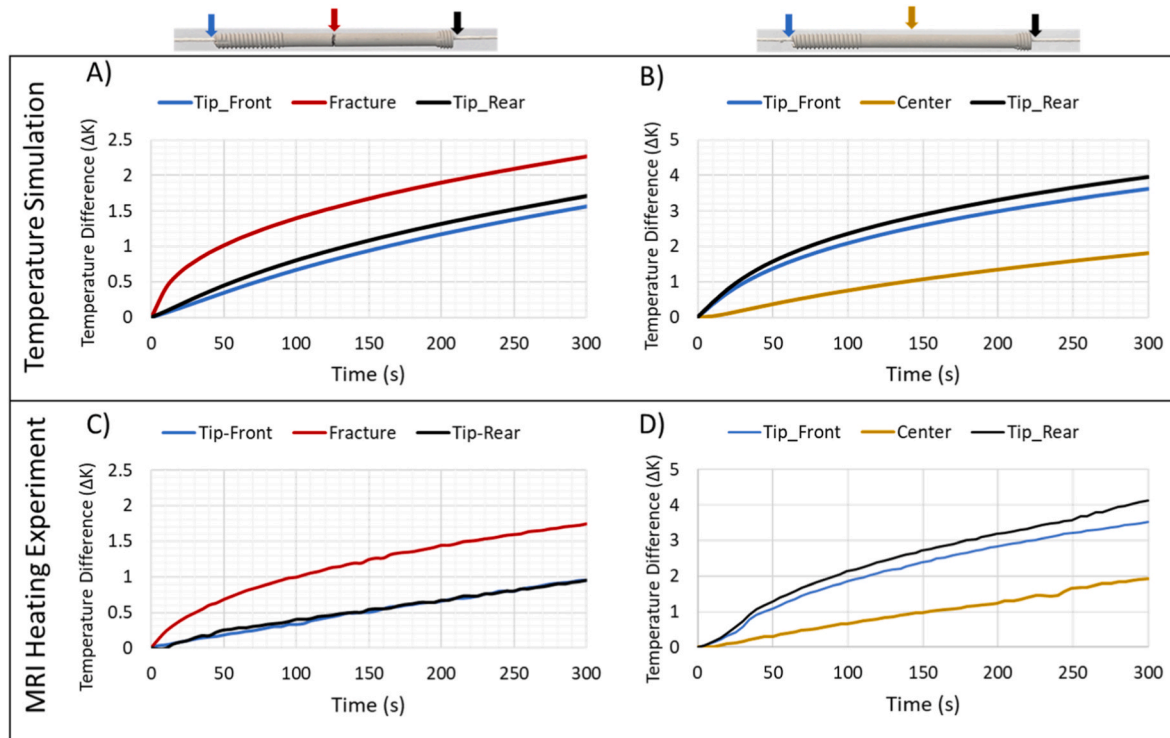 Temperature Simulation
A)
Tip_Front Fracture Tip_Rear
Temperature Difference (ΔK)
2.5
2
1.5
1
0.5
0
0 50 100 150 200 250 300
Time (s)
B)
Tip_Front Center Tip_Rear
Temperature Difference (ΔK)
5
4
3
2
1
0
0 50 100 150 200 250 300
Time (s)
MRI Heating Experiment
C)
Tip-Front Fracture Tip-Rear
Temperature Difference (ΔK)
2.5
2
1.5
1
0.5
0
0 50 100 150 200 250 300
Time (s)
D)
Tip_Front Center Tip_Rear
Temperature Difference (ΔK)
5
4
3
2
1
0
0 50 100 150 200 250 300
Time (s)